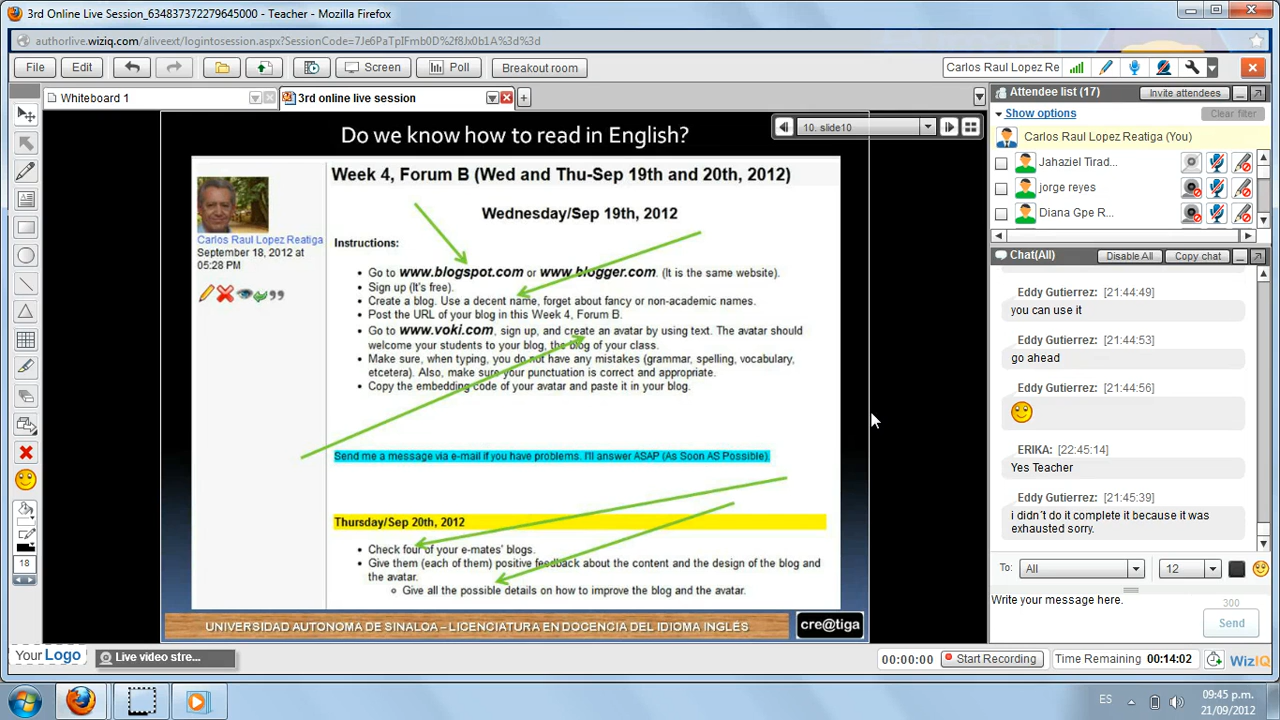 3rd Online Live Session_634837372279645000 - Teacher - Mozilla Firefox
authorlive.wiziq.com/aliveext/logintosession.aspx?SessionCode=7Je6PaTpIFmb0D%2f8Jx0b1A%3d%3d
File Edit Screen Poll Breakout room Carlos Raul Lopez Re
Whiteboard 1 3rd online live session
Attendee list (17) Invite attendees
Show options Clear filter
Carlos Raul Lopez Reatiga (You)
Jahaziel Tirad...
jorge reyes
Diana Gpe R...
Do we know how to read in English?
10. slide10
Week 4, Forum B (Wed and Thu-Sep 19th and 20th, 2012)
Wednesday/Sep 19th, 2012
Carlos Raul Lopez Reatiga
September 18, 2012 at
05:28 PM
Instructions:
Go to www.blogspot.com or www.blogger.com. (It is the same website).
Sign up (It's free).
Create a blog. Use a decent name, forget about fancy or non-academic names.
Post the URL of your blog in this Week 4, Forum B.
Go to www.voki.com, sign up, and create an avatar by using text. The avatar should
welcome your students to your blog, the blog of your class.
Make sure, when typing, you do not have any mistakes (grammar, spelling, vocabulary,
etcetera). Also, make sure your punctuation is correct and appropriate.
Copy the embedding code of your avatar and paste it in your blog.
Send me a message via e-mail if you have problems. I'll answer ASAP (As Soon AS Possible).
Thursday/Sep 20th, 2012
Check four of your e-mates' blogs.
Give them (each of them) positive feedback about the content and the design of the blog and
the avatar.
Give all the possible details on how to improve the blog and the avatar.
UNIVERSIDAD AUTONOMA DE SINALOA – LICENCIATURA EN DOCENCIA DEL IDIOMA INGLÉS
cre@tiga
Chat(All) Disable All Copy chat
Eddy Gutierrez: [21:44:49]
you can use it
Eddy Gutierrez: [21:44:53]
go ahead
Eddy Gutierrez: [21:44:56]
ERIKA: [22:45:14]
Yes Teacher
Eddy Gutierrez: [21:45:39]
i didn´t do it complete it because it was
exhausted sorry.
To: All 12
Write your message here.
300
Send
18
Your Logo Live video stre...
00:00:00 Start Recording Time Remaining 00:14:02 WizIQ
ES
09:45 p.m.
21/09/2012